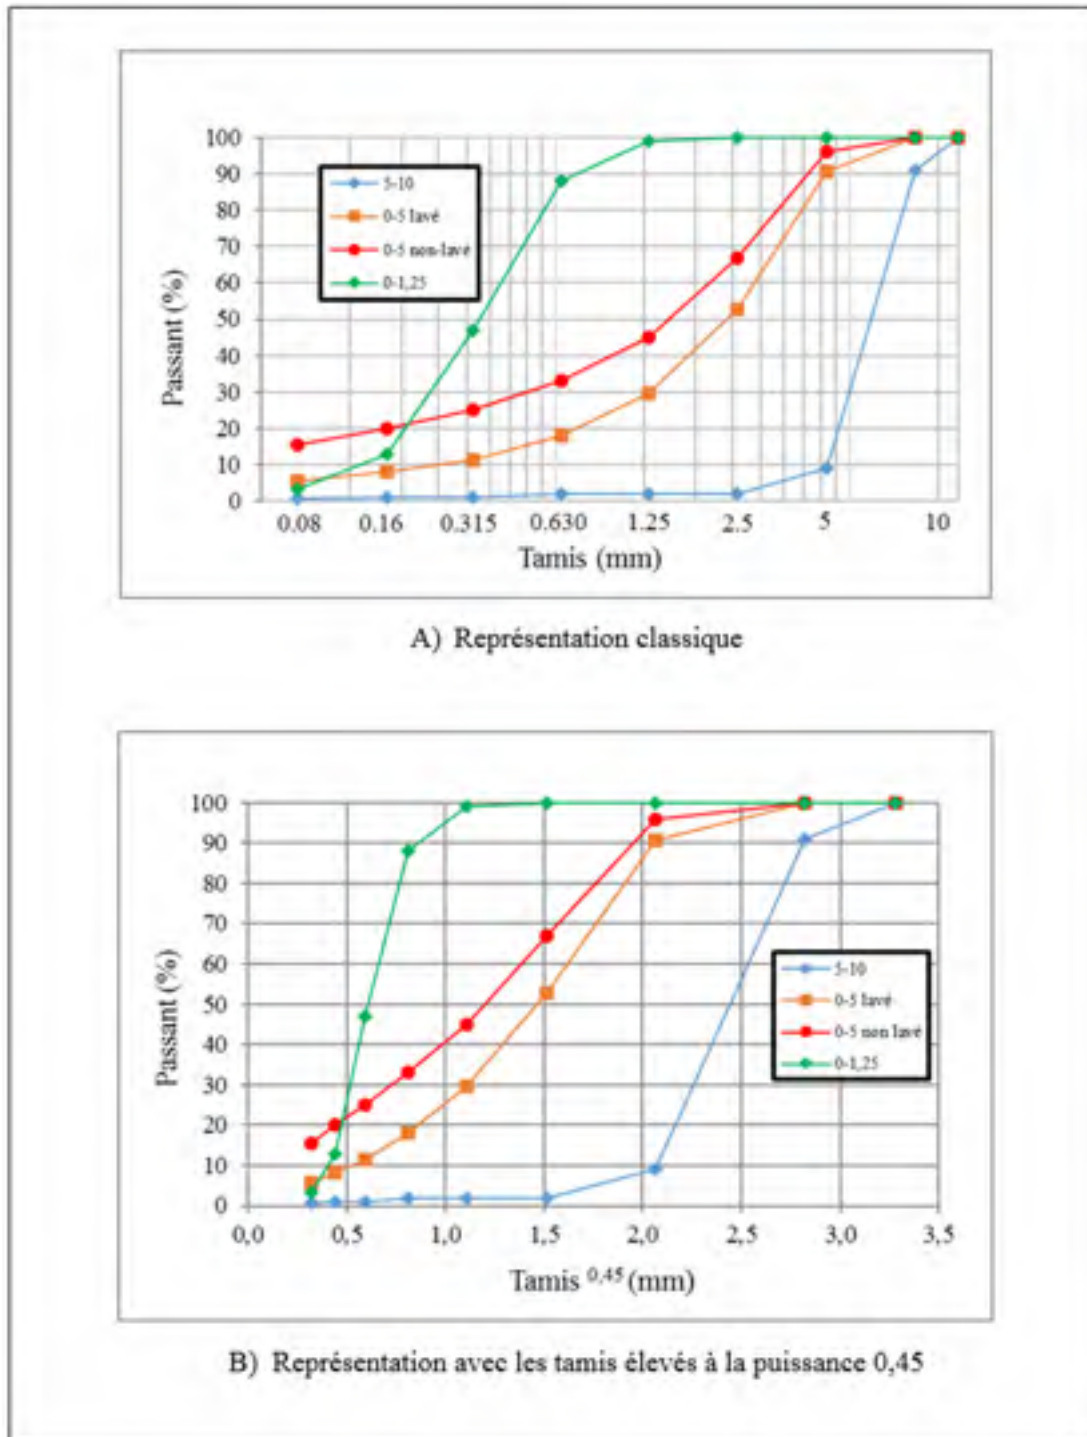 100
90
80
70
60
50
40
30
20
10
0
Passant (%)
5-10
0-5 lavé
0-5 non-lavé
0-1,25
0.08 0.16 0.315 0.630 1.25 2.5 5 10
Tamis (mm)
A) Représentation classique
100
90
80
70
60
50
40
30
20
10
0
Passant (%)
5-10
0-5 lavé
0-5 non lavé
0-1,25
0,0 0,5 1,0 1,5 2,0 2,5 3,0 3,5
Tamis 0,45 (mm)
B) Représentation avec les tamis élevés à la puissance 0,45